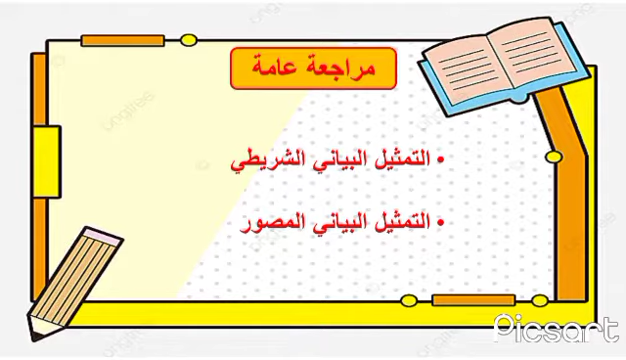 مراجعة عامة
• التمثيل البياني الشريطي
• التمثيل البياني المصور
Picsart